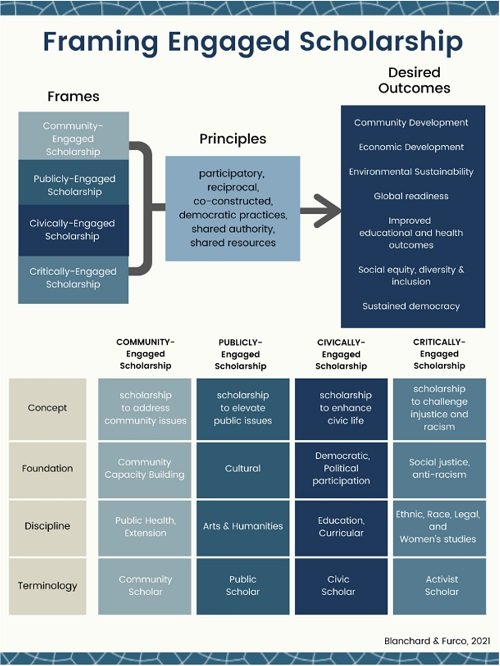 Framing Engaged Scholarship
Frames
Community-
Engaged
Scholarship
Publicly-Engaged
Scholarship
Civically-Engaged
Scholarship
Critically-Engaged
Scholarship
Principles
participatory,
reciprocal,
co-constructed,
democratic practices,
shared authority,
shared resources
Desired
Outcomes
Community Development
Economic Development
Environmental Sustainability
Global readiness
Improved
educational and health
outcomes
Social equity, diversity &
inclusion
Sustained democracy
COMMUNITY-
Engaged
Scholarship
PUBLICLY-
Engaged
Scholarship
CIVICALLY-
Engaged
Scholarship
CRITICALLY-
Engaged
Scholarship
Concept
scholarship
to address
community issues
scholarship
to elevate
public issues
scholarship
to enhance
civic life
scholarship
to challenge
injustice and
racism
Foundation
Community
Capacity Building
Cultural
Democratic,
Political
participation
Social justice,
anti-racism
Discipline
Public Health,
Extension
Arts & Humanities
Education,
Curricular
Ethnic, Race, Legal,
and
Women's studies
Terminology
Community
Scholar
Public
Scholar
Civic
Scholar
Activist
Scholar
Blanchard & Furco, 2021